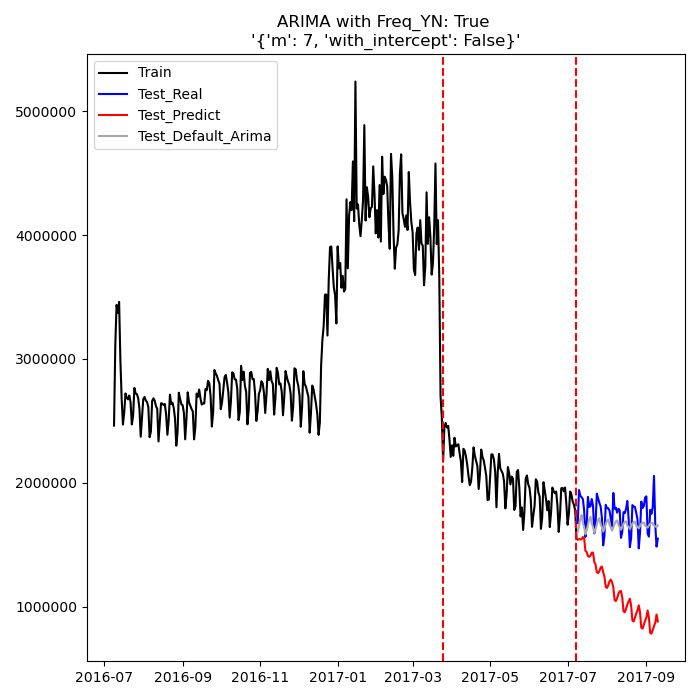 ARIMA with Freq_YN: True
'{'m': 7, 'with_intercept': False}'
Train
Test_Real
Test_Predict
Test_Default_Arima
5000000
4000000
3000000
2000000
1000000
2016-07 2016-09 2016-11 2017-01 2017-03 2017-05 2017-07 2017-09